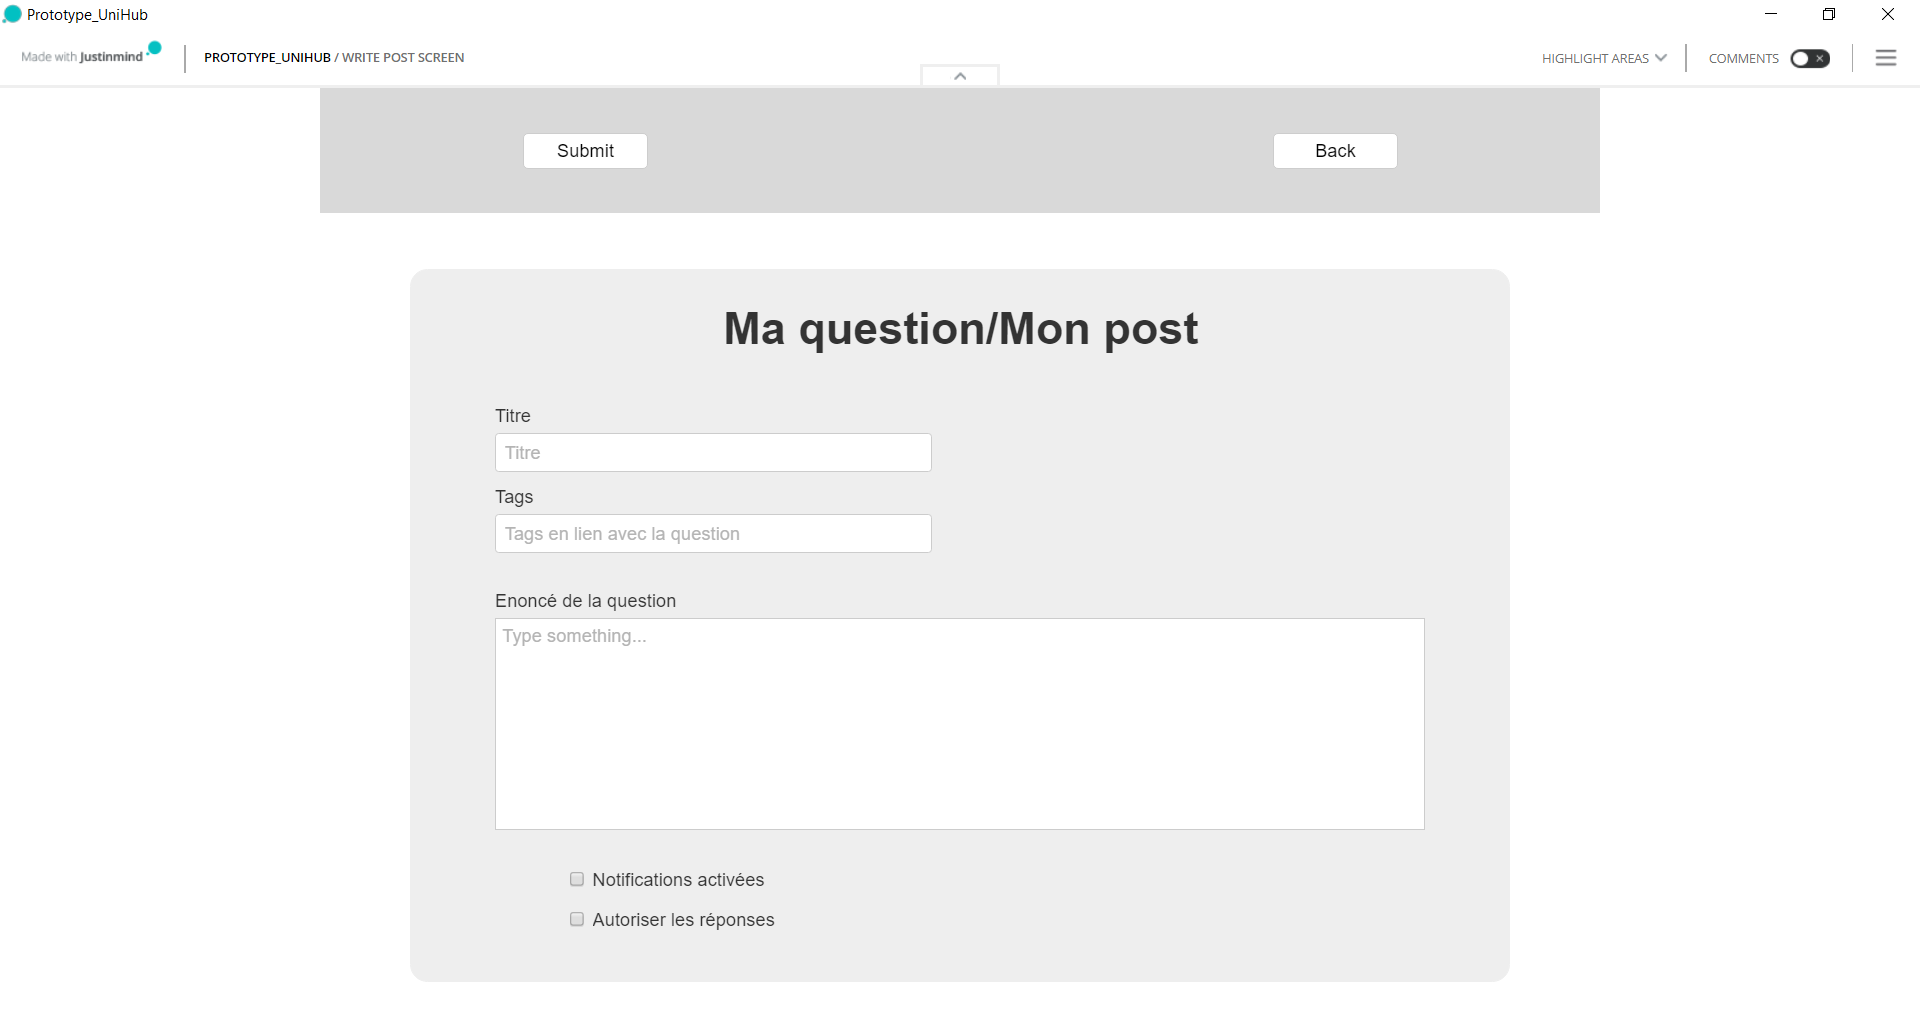 Prototype_UniHub
Made with Justinmind
PROTOTYPE_UNIHUB / WRITE POST SCREEN
HIGHLIGHT AREAS
COMMENTS
Submit
Back
Ma question/Mon post
Titre
Titre
Tags
Tags en lien avec la question
Enoncé de la question
Type something...
Notifications activées
Autoriser les réponses